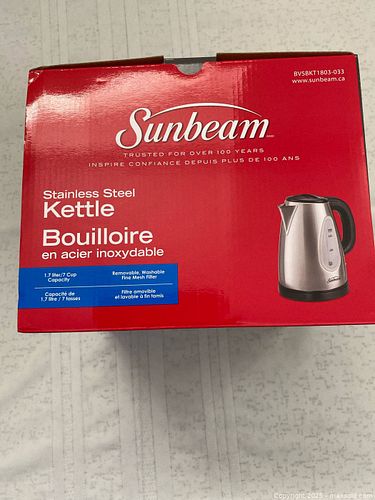 BVSBKT1803-033
www.sunbeam.ca
Sunbeam
TRUSTED FOR OVER 100 YEARS
INSPIRE CONFIANCE DEPUIS PLUS DE 100 ANS
Stainless Steel
Kettle
Bouilloire
en acier inoxydable
1.7 liter/7 Cup
Capacity
Removable, Washable
Fine Mesh Filter
Capacité de
1,7 litre / 7 tasses
Filtre amovible
et lavable à fin tamis
Sunbeam